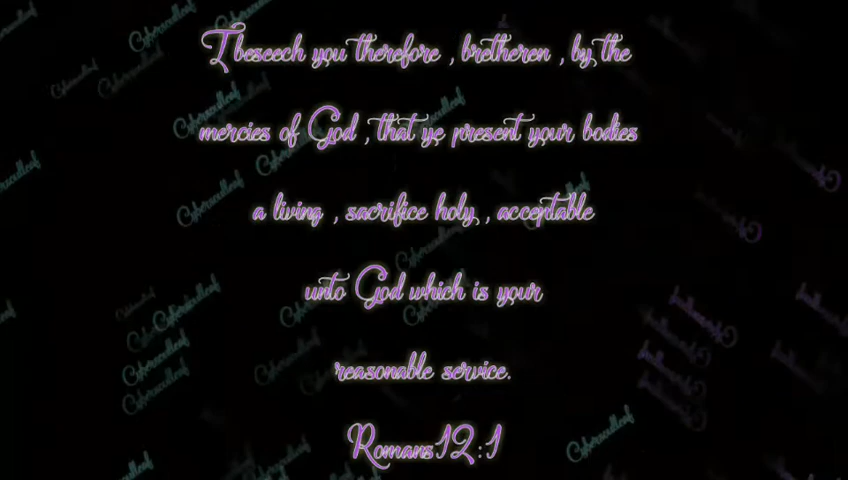 I beseech you therefore , bretheren , by the
mercies of God , that ye present your bodies
a living , sacrifice holy , acceptable
unto God which is your
reasonable service.
Romans12:1